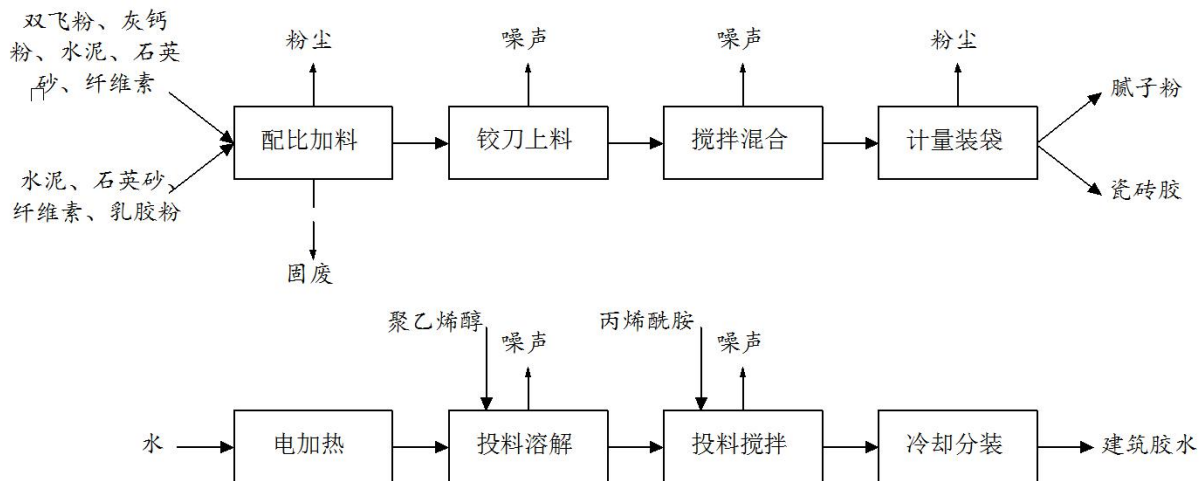 双飞粉、灰钙
粉、水泥、石英
砂、纤维素
水泥、石英砂、
纤维素、乳胶粉
粉尘
噪声
噪声
粉尘
配比加料
铰刀上料
搅拌混合
计量装袋
腻子粉
瓷砖胶
固废
聚乙烯醇
噪声
丙烯酰胺
噪声
水
电加热
投料溶解
投料搅拌
冷却分装
建筑胶水